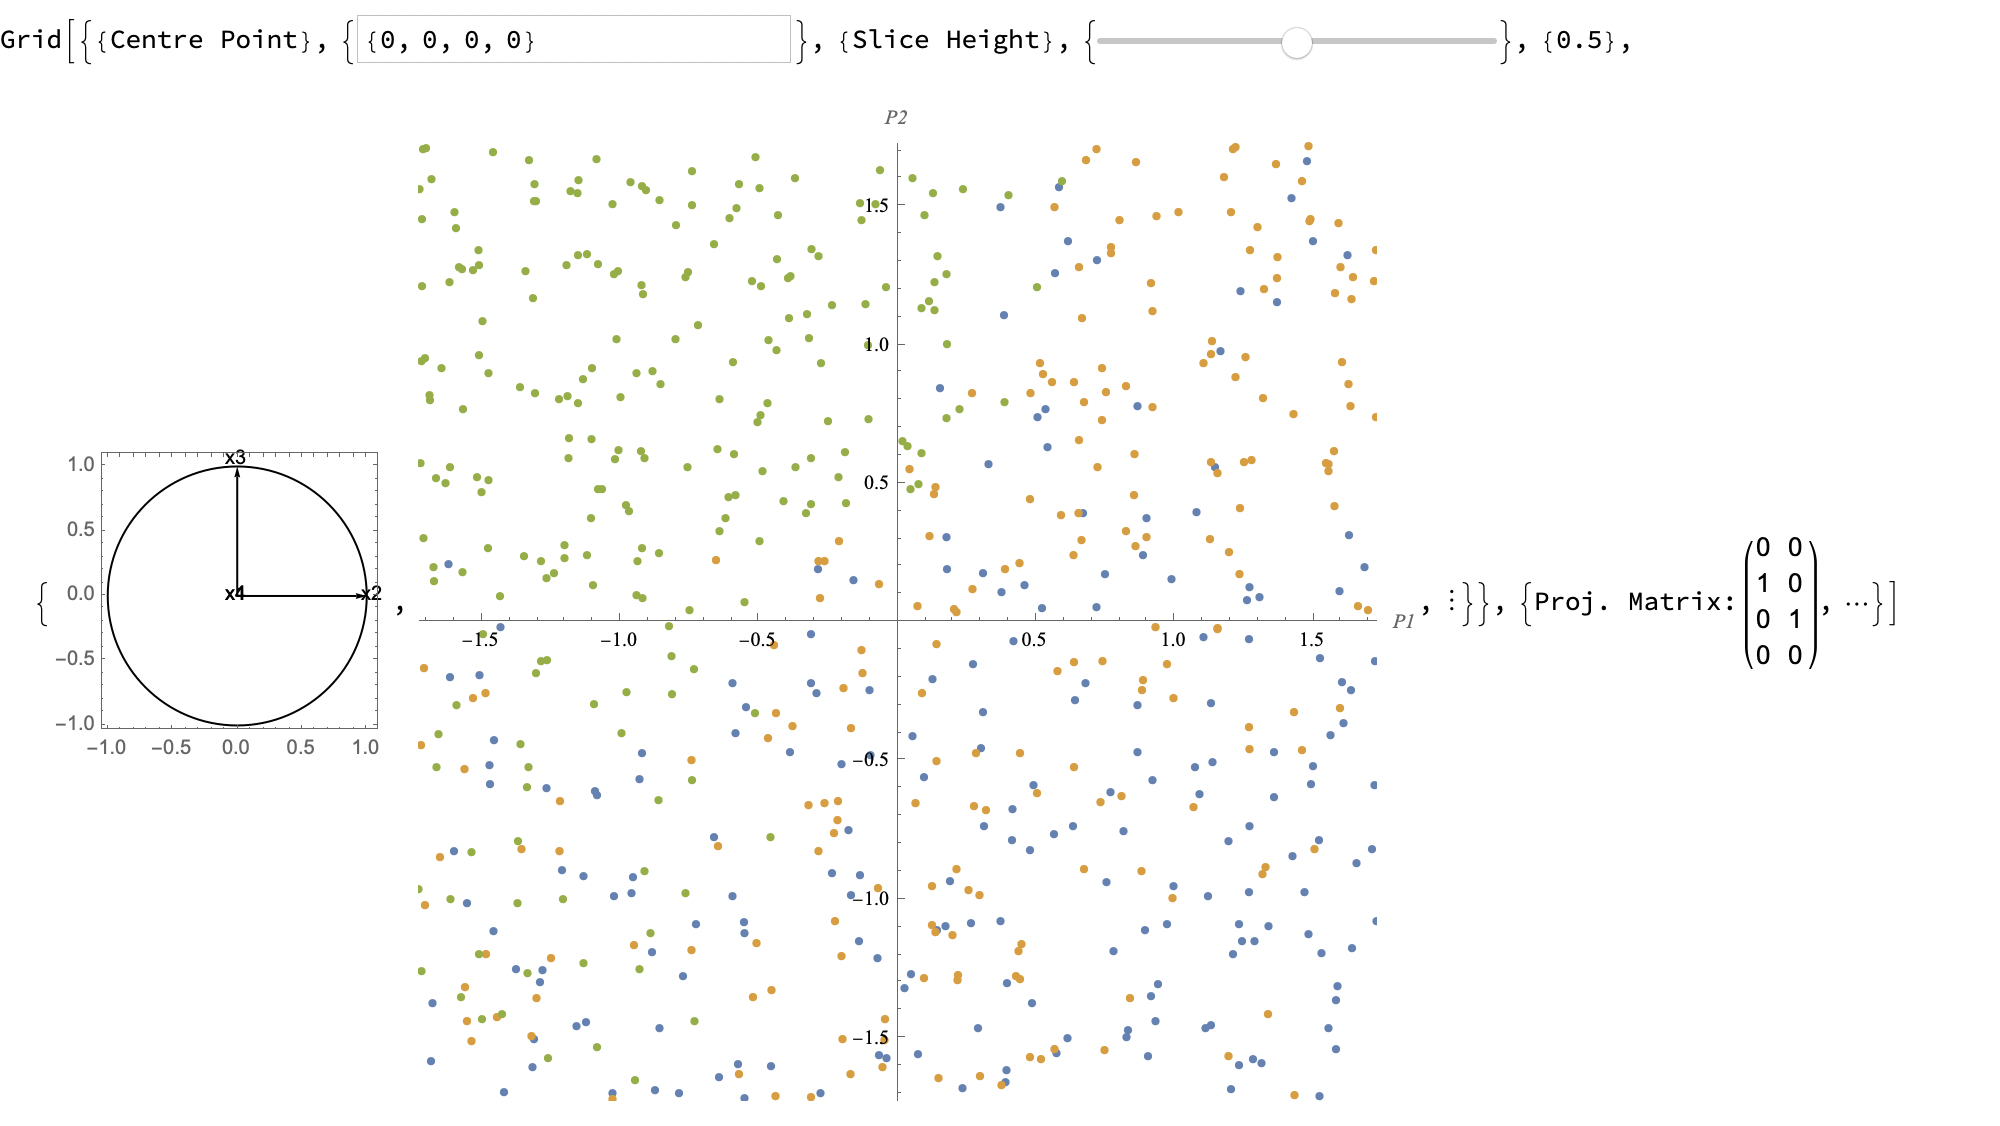 Grid[{{Centre Point}, {{0, 0, 0, 0}}, {Slice Height}, {}, {0.5},
P2
1.5
1.0
0.5
−0.5
−1.0
−1.5
−1.5 −1.0 −0.5 0.5 1.0 1.5
P1
{
x3
x4
x2
1.0
0.5
0.0
−0.5
−1.0
−1.0 −0.5 0.0 0.5 1.0
,
, ⋮}}, {Proj. Matrix: , ⋯}]
0 0
1 0
0 1
0 0